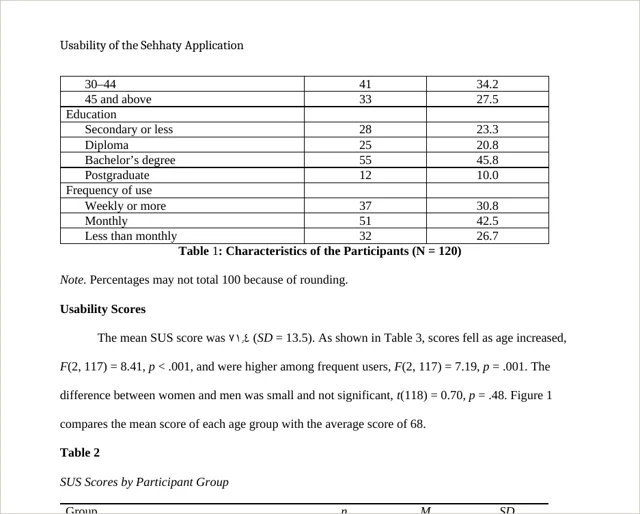 Usability of the Sehhaty Application
30–44 41 34.2
45 and above 33 27.5
Education
Secondary or less 28 23.3
Diploma 25 20.8
Bachelor’s degree 55 45.8
Postgraduate 12 10.0
Frequency of use
Weekly or more 37 30.8
Monthly 51 42.5
Less than monthly 32 26.7
Table 1: Characteristics of the Participants (N = 120)
Note. Percentages may not total 100 because of rounding.
Usability Scores
The mean SUS score was ٧١٫٤ (SD = 13.5). As shown in Table 3, scores fell as age increased,
F(2, 117) = 8.41, p < .001, and were higher among frequent users, F(2, 117) = 7.19, p = .001. The
difference between women and men was small and not significant, t(118) = 0.70, p = .48. Figure 1
compares the mean score of each age group with the average score of 68.
Table 2
SUS Scores by Participant Group
Group n M SD